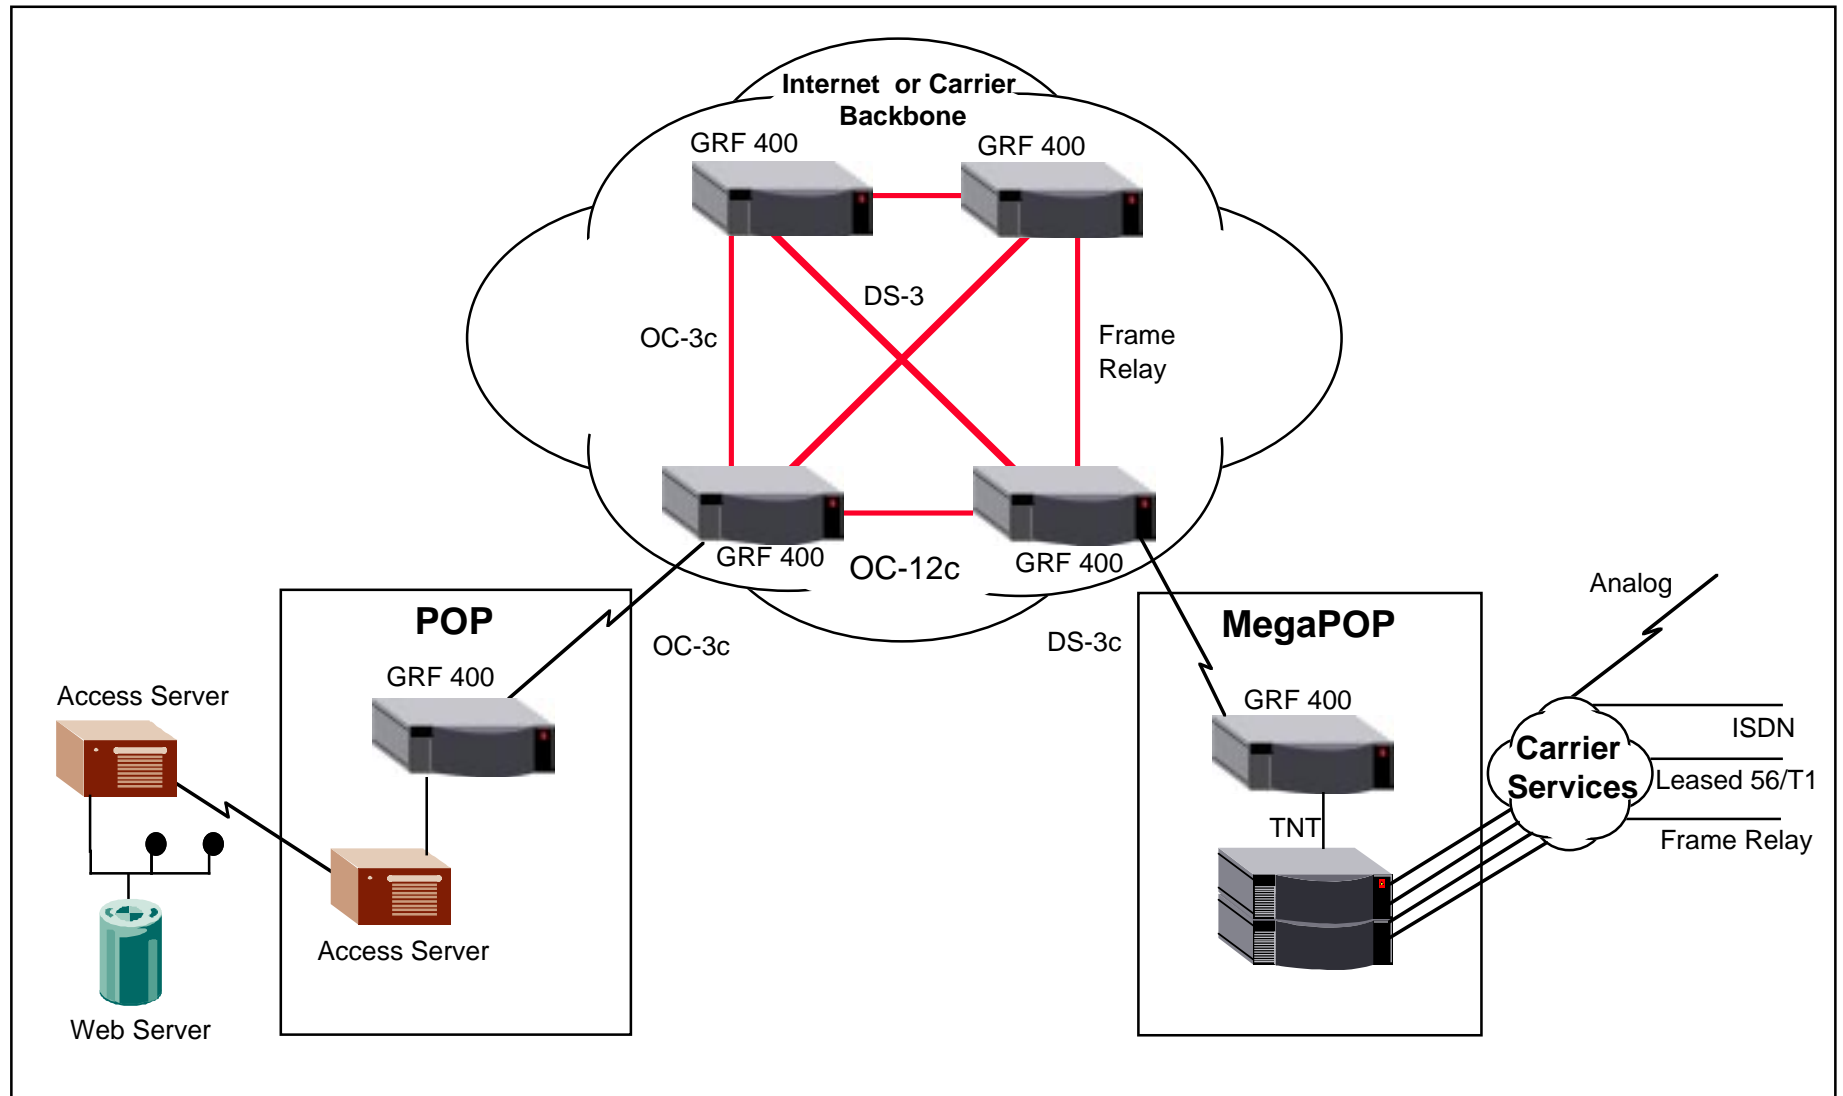 Internet or Carrier
Backbone
GRF 400
GRF 400
DS-3
OC-3c
Frame
Relay
GRF 400
OC-12c
GRF 400
POP
OC-3c
DS-3c
MegaPOP
Analog
GRF 400
Access Server
GRF 400
ISDN
Carrier
Services
Leased 56/T1
TNT
Frame Relay
Access Server
Web Server